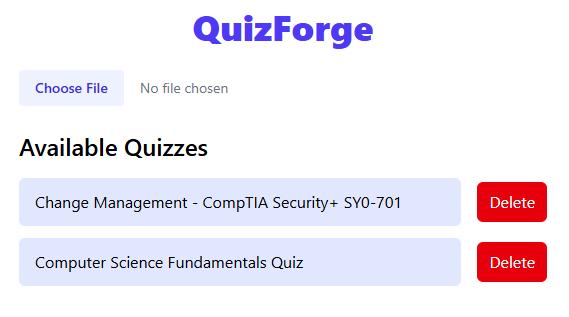 QuizForge
Choose File No file chosen
Available Quizzes
Change Management - CompTIA Security+ SY0-701 Delete
Computer Science Fundamentals Quiz Delete